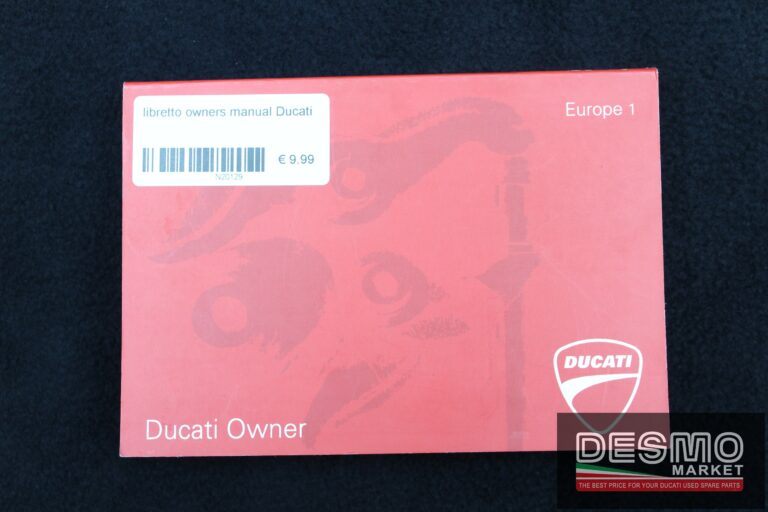 libretto owners manual Ducati
€ 9.99
N20129
Europe 1
DUCATI
Ducati Owner
DESMO
MARKET
THE BEST PRICE FOR YOUR DUCATI USED SPARE PARTS